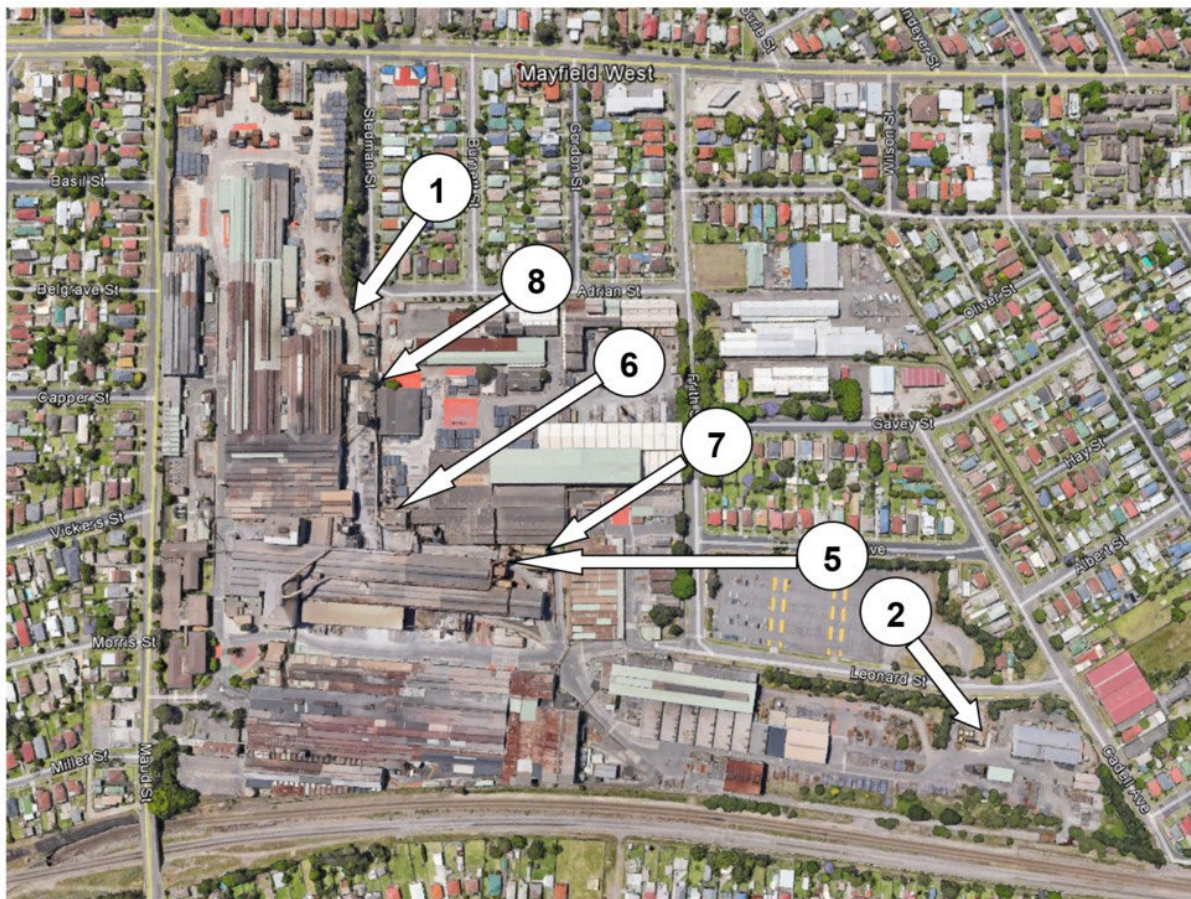 Mayfield West
Stedman St
Gordon St
Wilson St
Basil St
1
Belgrave St
8
Adrian St
Oliver St
6
Capper St
Frith St
Gavey St
7
Hay St
Vickers St
5
Albert St
2
Morris St
Leonard St
Miller St
Maud St
Cadell Ave